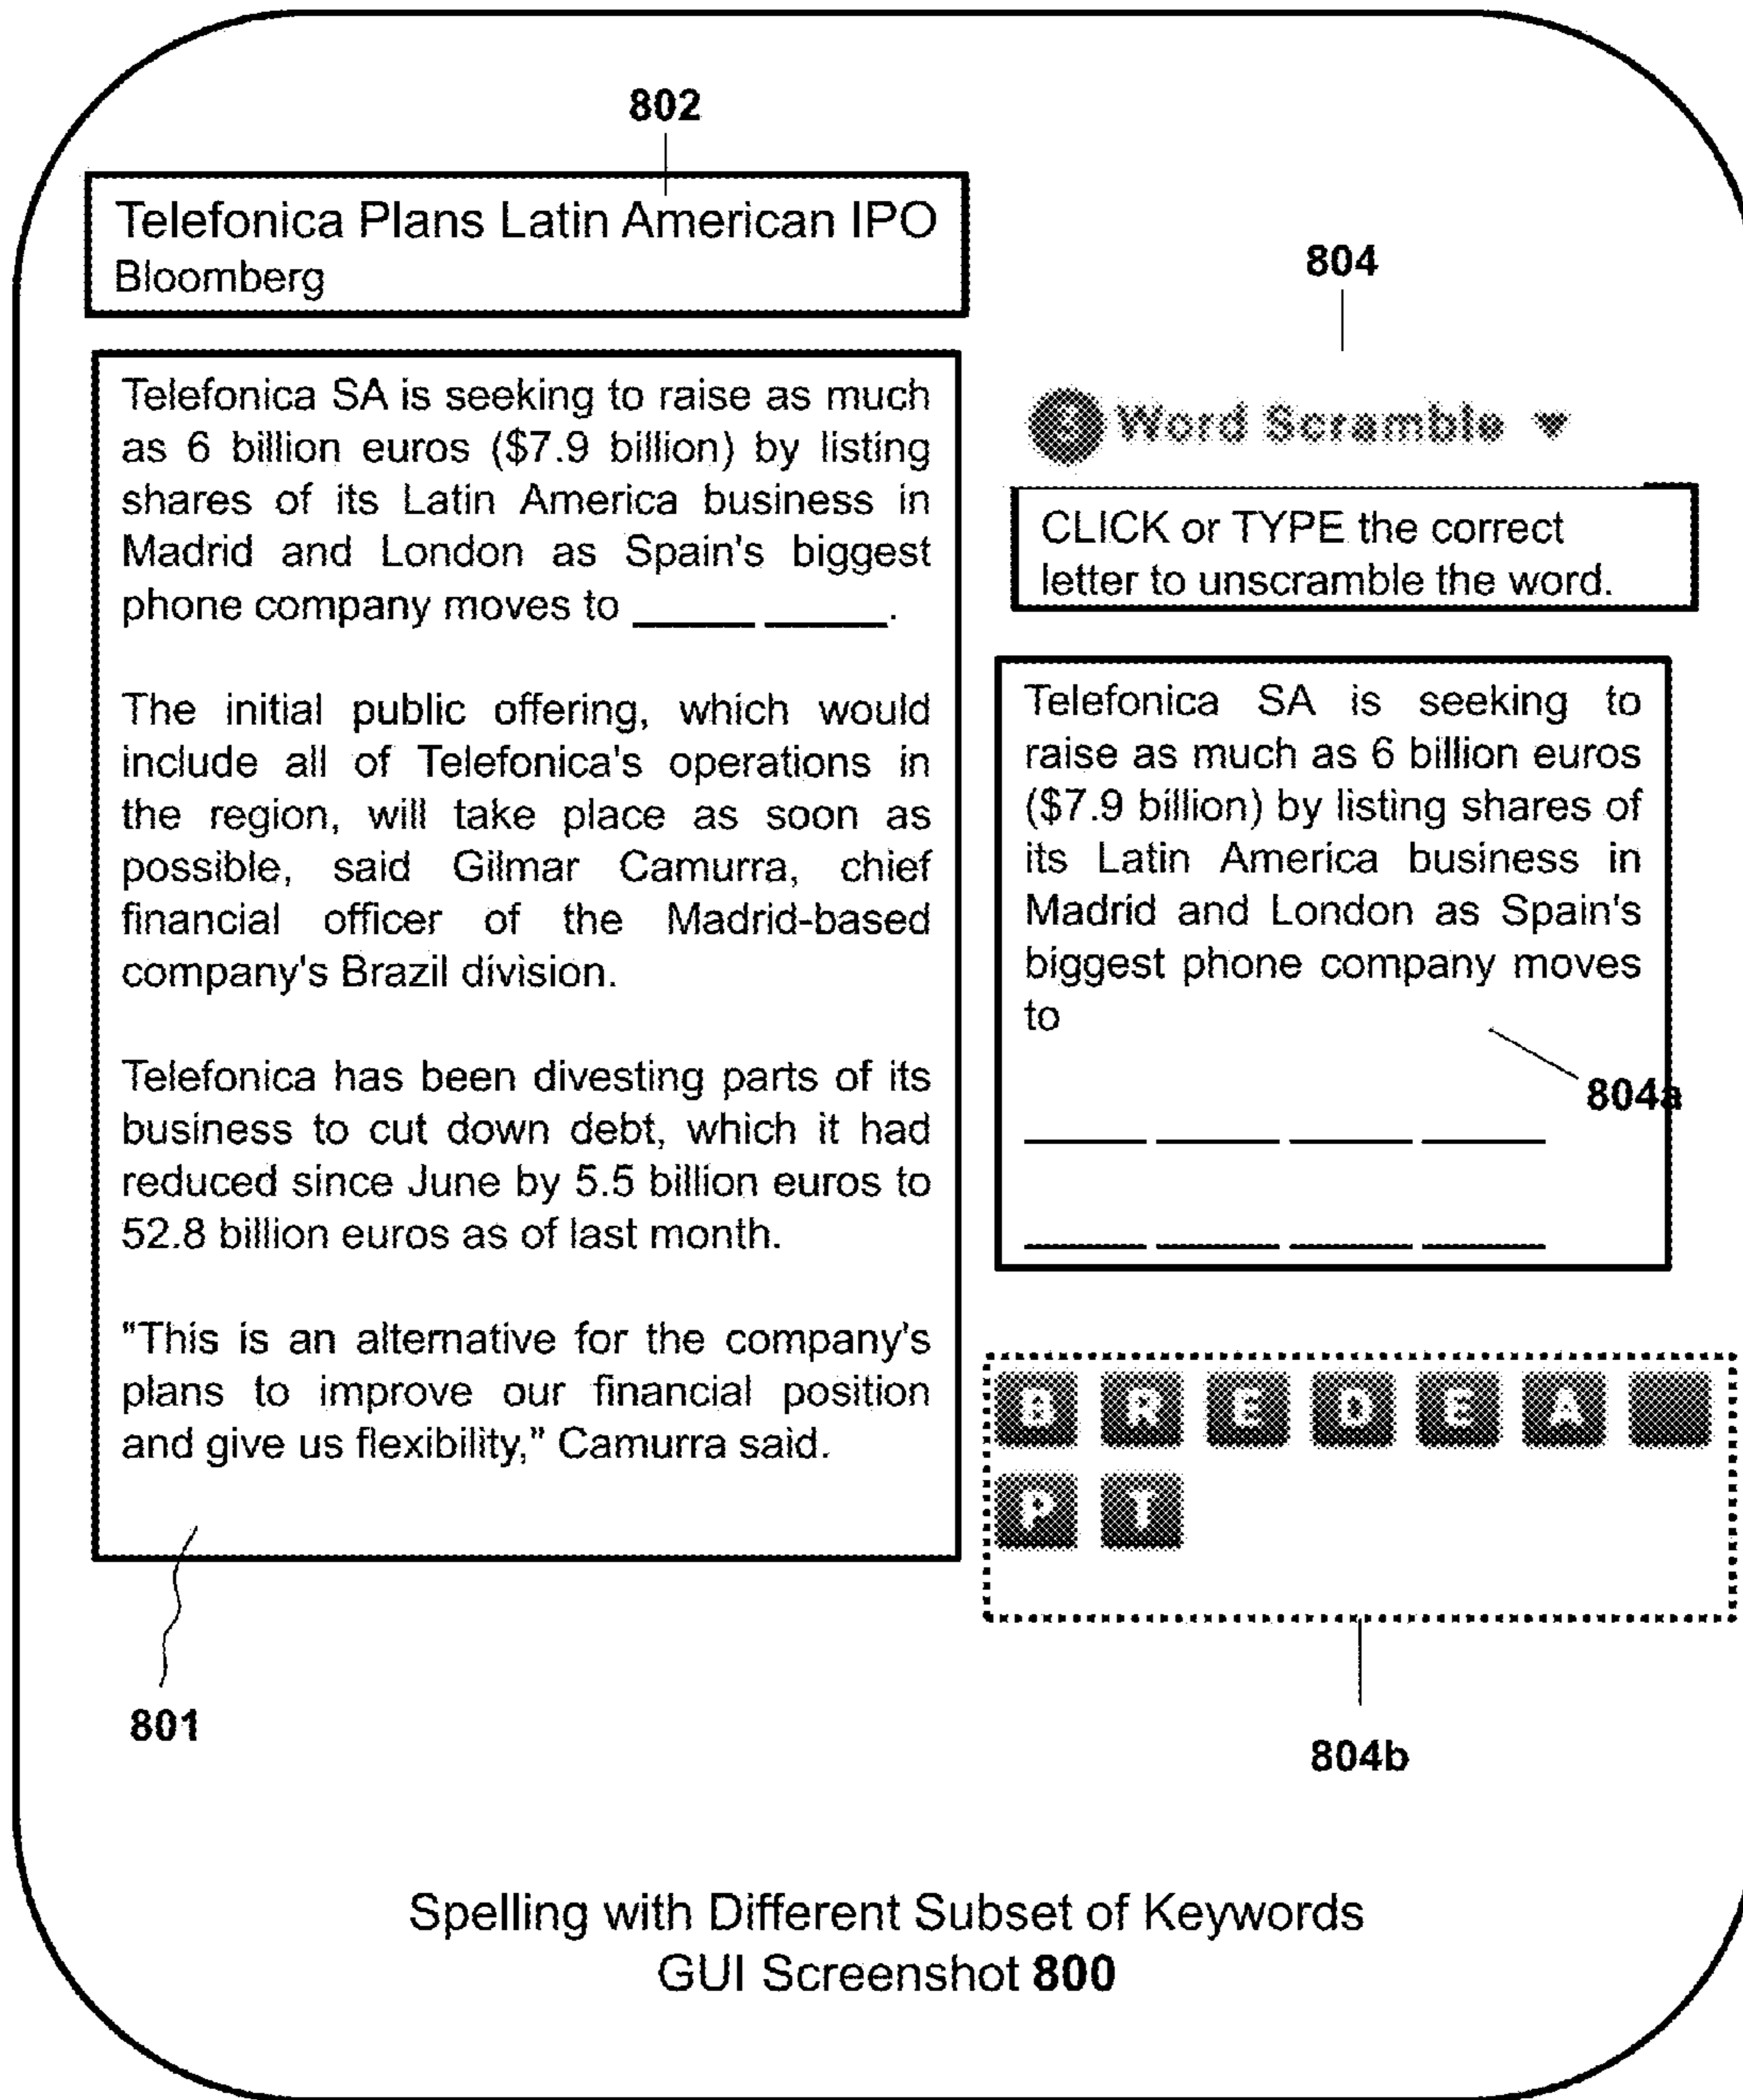 802
Telefonica Plans Latin American IPO
Bloomberg
Telefonica SA is seeking to raise as much
as 6 billion euros ($7.9 billion) by listing
shares of its Latin America business in
Madrid and London as Spain's biggest
phone company moves to _____ _____.
The initial public offering, which would
include all of Telefonica's operations in
the region, will take place as soon as
possible, said Gilmar Camurra, chief
financial officer of the Madrid-based
company's Brazil division.
Telefonica has been divesting parts of its
business to cut down debt, which it had
reduced since June by 5.5 billion euros to
52.8 billion euros as of last month.
"This is an alternative for the company's
plans to improve our financial position
and give us flexibility," Camurra said.
801
804
Word Scramble
CLICK or TYPE the correct
letter to unscramble the word.
Telefonica SA is seeking to
raise as much as 6 billion euros
($7.9 billion) by listing shares of
its Latin America business in
Madrid and London as Spain's
biggest phone company moves
to
804a
_____ _____ _____ _____
_____ _____ _____ _____
B R E D E A
P T
804b
Spelling with Different Subset of Keywords
GUI Screenshot 800